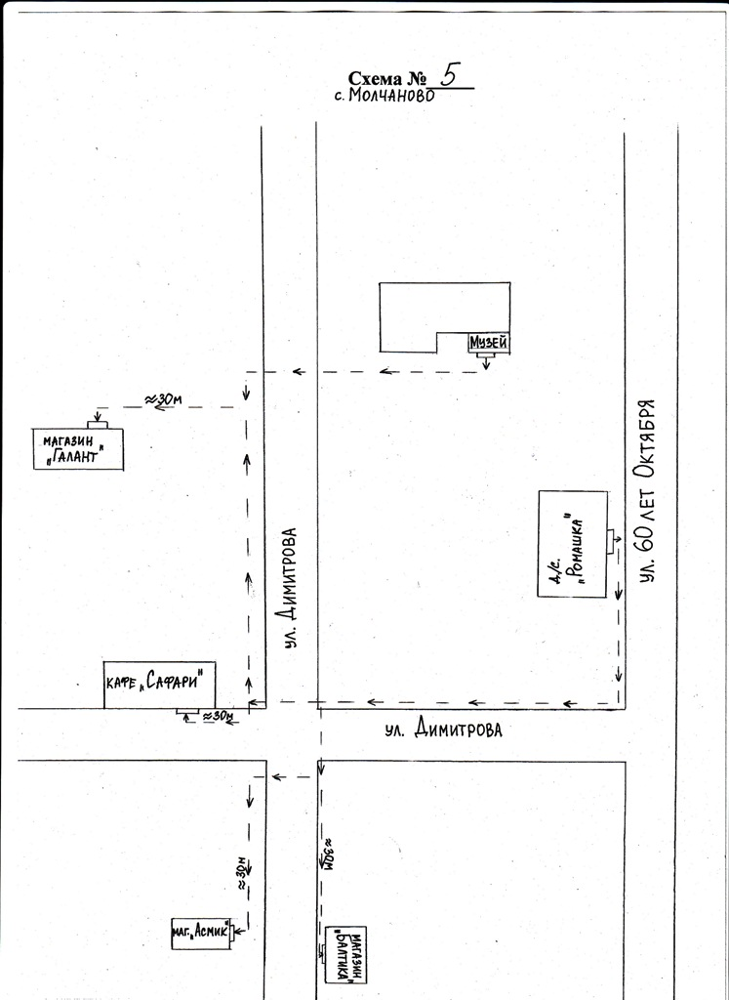 Схема № 5
с. Молчаново
Музей
≈30м
магазин
„Галант"
ул. 60 лет Октября
д/с.
„Ромашка"
ул. Димитрова
кафе „Сафари"
≈30м
ул. Димитрова
≈30м
≈30м
маг. „Асмик"
магазин
„Балтика"